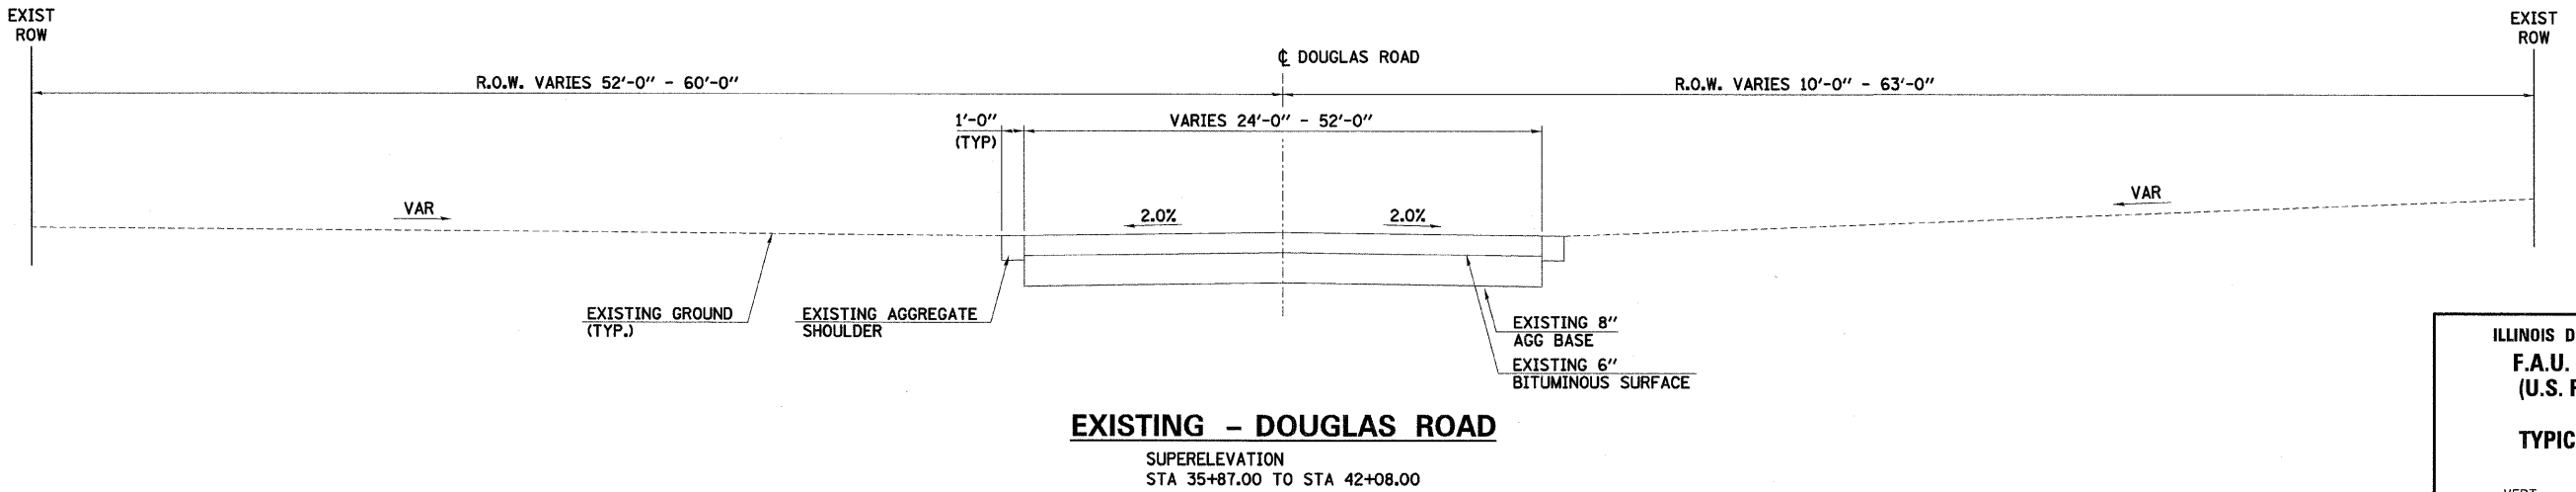 EXIST
ROW
EXIST
ROW
℄ DOUGLAS ROAD
R.O.W. VARIES 52'-0" - 60'-0"
R.O.W. VARIES 10'-0" - 63'-0"
1'-0"
(TYP)
VARIES 24'-0" - 52'-0"
VAR
2.0%
2.0%
VAR
EXISTING GROUND
(TYP.)
EXISTING AGGREGATE
SHOULDER
EXISTING 8"
AGG BASE
EXISTING 6"
BITUMINOUS SURFACE
EXISTING - DOUGLAS ROAD
SUPERELEVATION
STA 35+87.00 TO STA 42+08.00
ILLINOIS D
F.A.U.
(U.S.
TYPIC